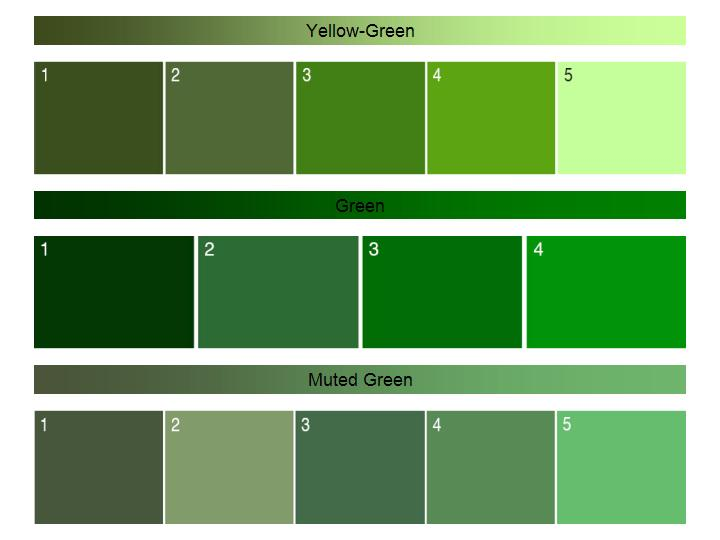 Yellow-Green
1 2 3 4 5
Green
1 2 3 4
Muted Green
1 2 3 4 5